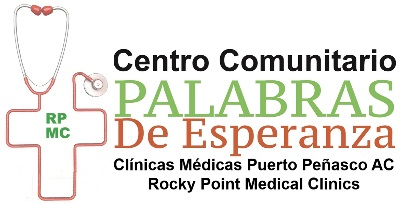 RP
MC
Centro Comunitario
PALABRAS
De Esperanza
Clínicas Médicas Puerto Peñasco AC
Rocky Point Medical Clinics